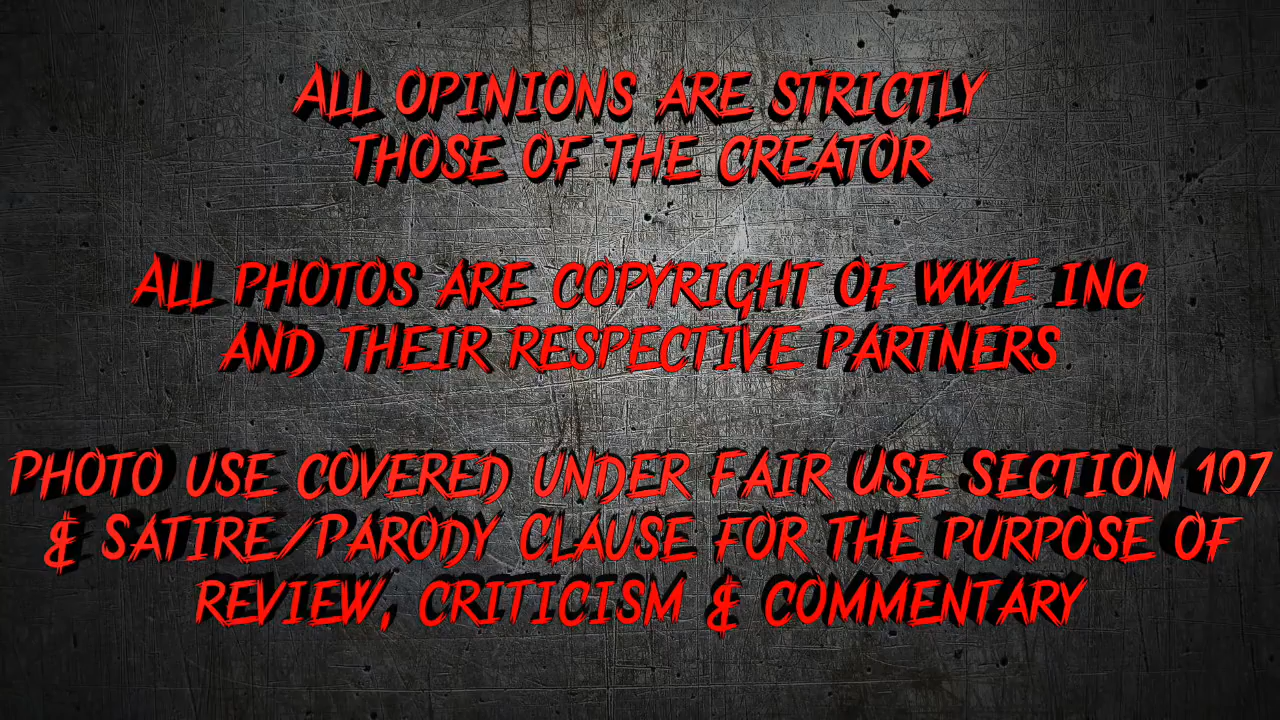 ALL OPINIONS ARE STRICTLY
THOSE OF THE CREATOR
ALL PHOTOS ARE COPYRIGHT OF WWE INC
AND THEIR RESPECTIVE PARTNERS
PHOTO USE COVERED UNDER FAIR USE SECTION 107
& SATIRE/PARODY CLAUSE FOR THE PURPOSE OF
REVIEW, CRITICISM & COMMENTARY